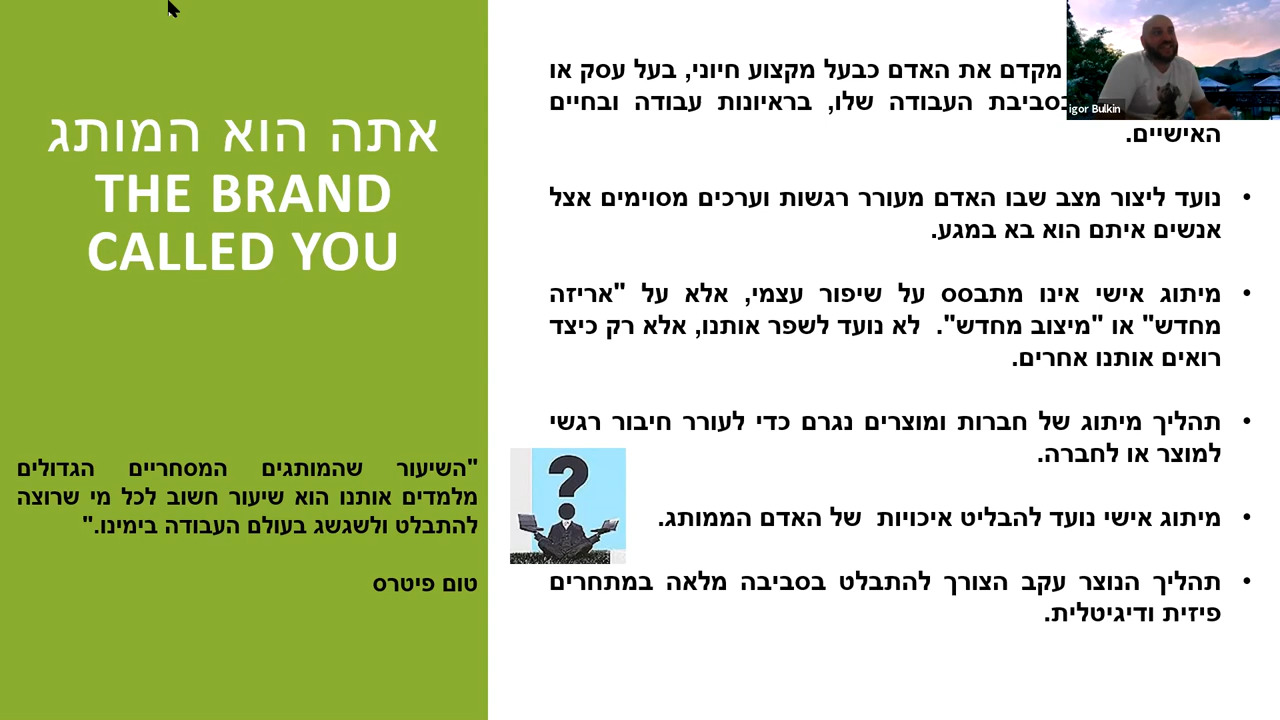 אתה הוא המותג
THE BRAND
CALLED YOU
"השיעור שהמותגים המסחריים הגדולים
מלמדים אותנו הוא שיעור חשוב לכל מי שרוצה
להתבלט ולשגשג בעולם העבודה בימינו."
טום פיטרס
מקדם את האדם כבעל מקצוע חיוני, בעל עסק או
בסביבת העבודה שלו, בראיונות עבודה ובחיים
האישיים.
• נועד ליצור מצב שבו האדם מעורר רגשות וערכים מסוימים אצל
אנשים איתם הוא בא במגע.
• מיתוג אישי אינו מתבסס על שיפור עצמי, אלא על "אריזה
מחדש" או "מיצוב מחדש". לא נועד לשפר אותנו, אלא רק כיצד
רואים אותנו אחרים.
• תהליך מיתוג של חברות ומוצרים נגרם כדי לעורר חיבור רגשי
למוצר או לחברה.
• מיתוג אישי נועד להבליט איכויות של האדם הממותג.
• תהליך הנוצר עקב הצורך להתבלט בסביבה מלאה במתחרים
פיזית ודיגיטלית.
igor Bulkin
?